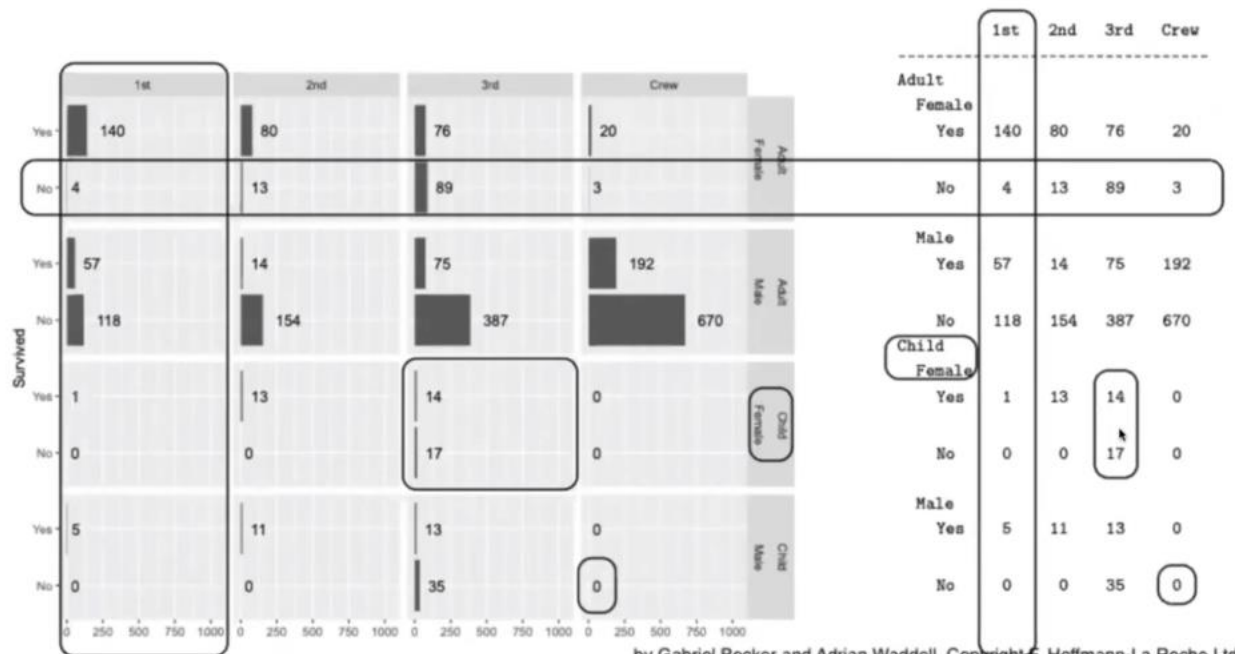 1st 2nd 3rd Crew
Adult
Female
Yes 140 80 76 20
No 4 13 89 3
Male
Yes 57 14 75 192
No 118 154 387 670
Child
Female
Yes 1 13 14 0
No 0 0 17 0
Male
Yes 5 11 13 0
No 0 0 35 0
1st 2nd 3rd Crew
Survived
Yes 140 80 76 20
No 4 13 89 3
Adult
Female
Yes 57 14 75 192
No 118 154 387 670
Adult
Male
Yes 1 13 14 0
No 0 0 17 0
Child
Female
Yes 5 11 13 0
No 0 0 35 0
Child
Male
0 250 500 750 1000 0 250 500 750 1000 0 250 500 750 1000 0 250 500 750 1000
by Gabriel Becker and Adrian Waddell, Copyright F. Hoffmann-La Roche Ltd